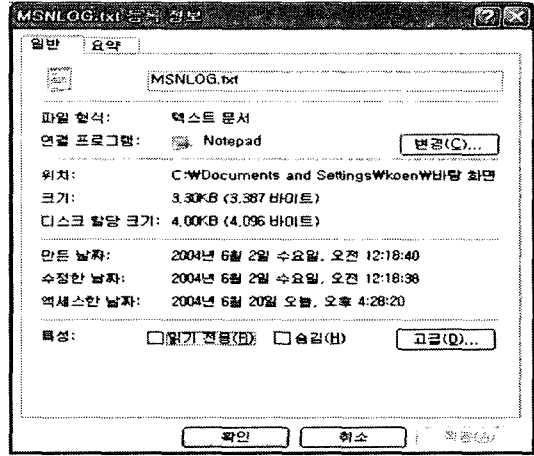 MSNLOG.txt 등록 정보
일반 요약
MSNLOG.txt
파일 형식: 텍스트 문서
연결 프로그램: Notepad 변경(C)...
위치: C:\Documents and Settings\koen\바탕 화면
크기: 3.30KB (3,387 바이트)
디스크 할당 크기: 4.00KB (4,096 바이트)
만든 날짜: 2004년 6월 2일 수요일, 오전 12:18:40
수정한 날짜: 2004년 6월 2일 수요일, 오전 12:18:38
액세스한 날짜: 2004년 6월 20일 오늘, 오후 4:28:20
특성: 읽기 전용(R) 숨김(H) 고급(D)...
확인 취소 적용(A)